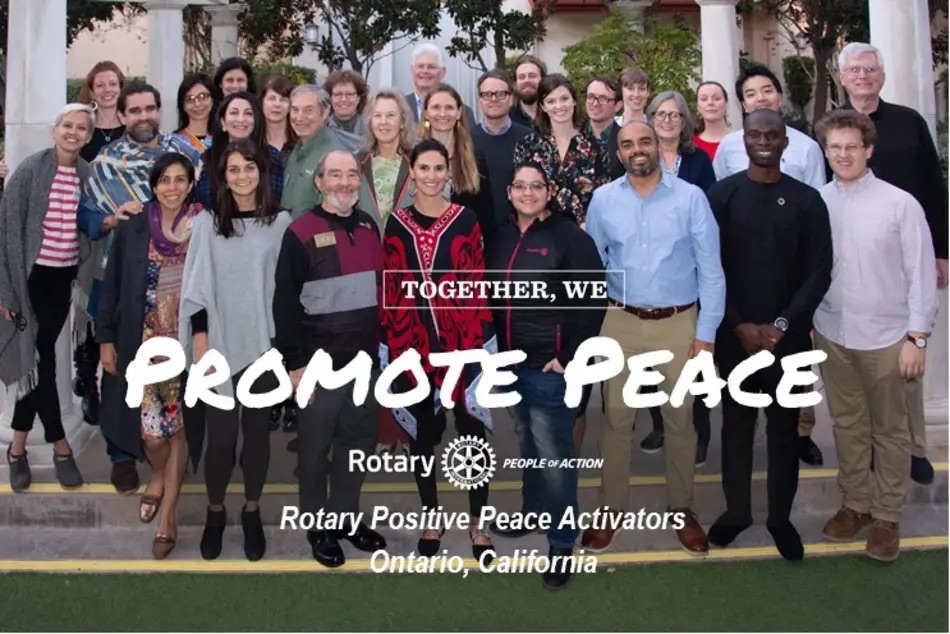 TOGETHER, WE
PROMOTE PEACE
Rotary PEOPLE OF ACTION
Rotary Positive Peace Activators
Ontario, California